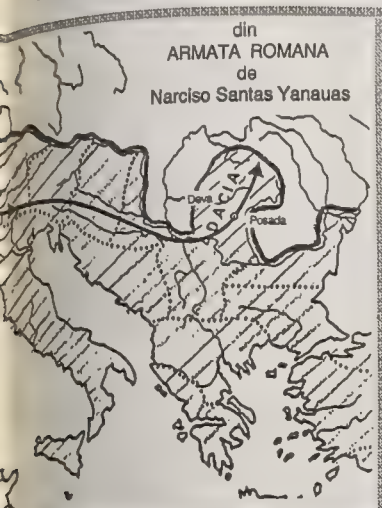 din
ARMATA ROMANA
de
Narciso Santas Yanauas
DACIA
Deva
Posada